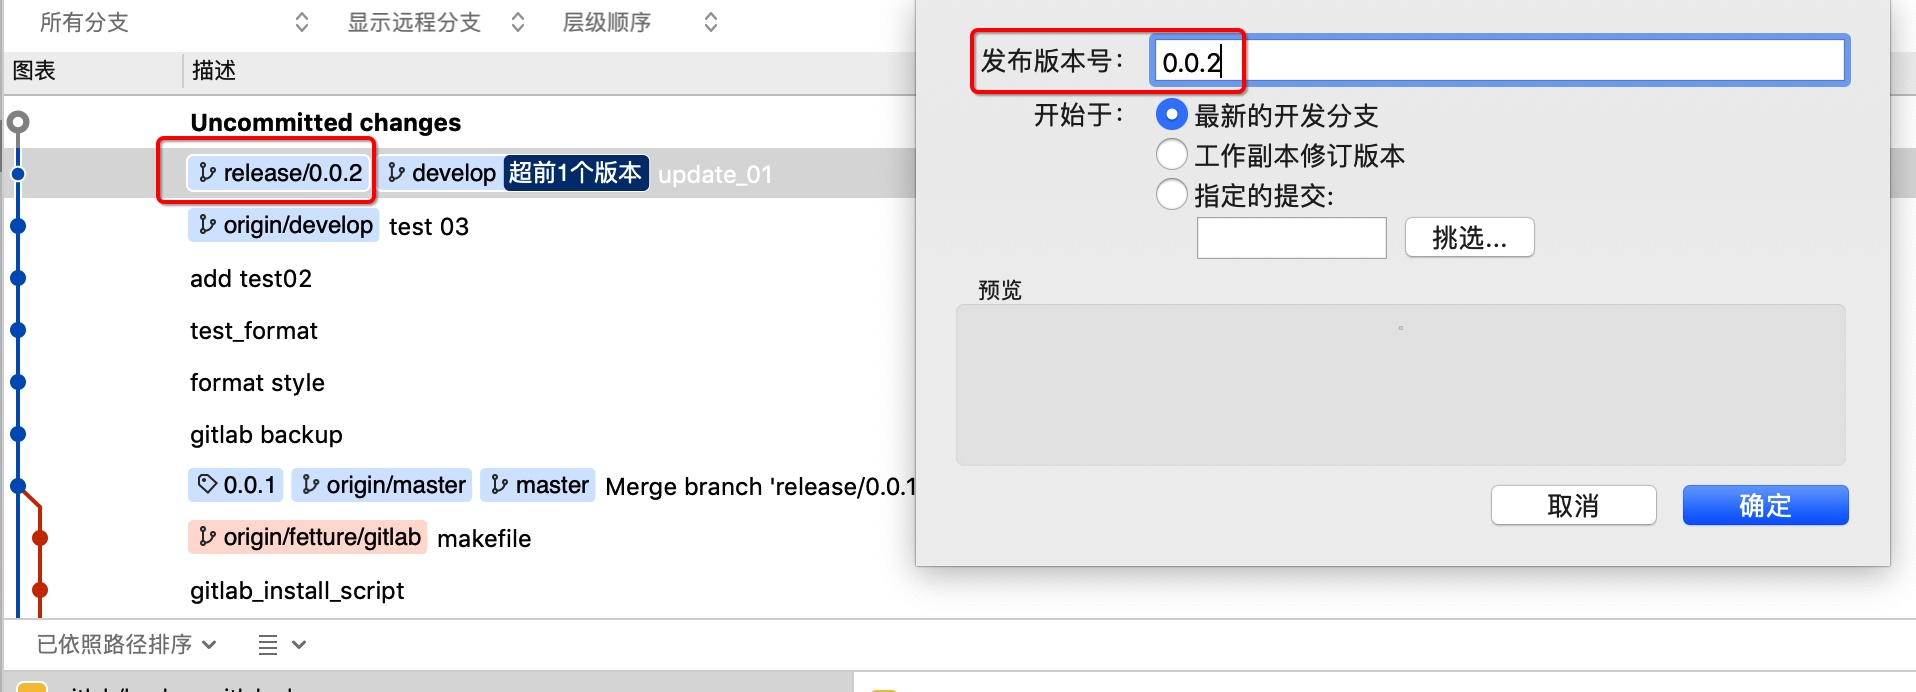 所有分支 显示远程分支 层级顺序
图表 描述
Uncommitted changes
release/0.0.2 develop 超前1个版本 update_01
origin/develop test 03
add test02
test_format
format style
gitlab backup
0.0.1 origin/master master Merge branch 'release/0.0.1
origin/fetture/gitlab makefile
gitlab_install_script
已依照路径排序
发布版本号： 0.0.2
开始于： 最新的开发分支
工作副本修订版本
指定的提交:
挑选...
预览
取消 确定